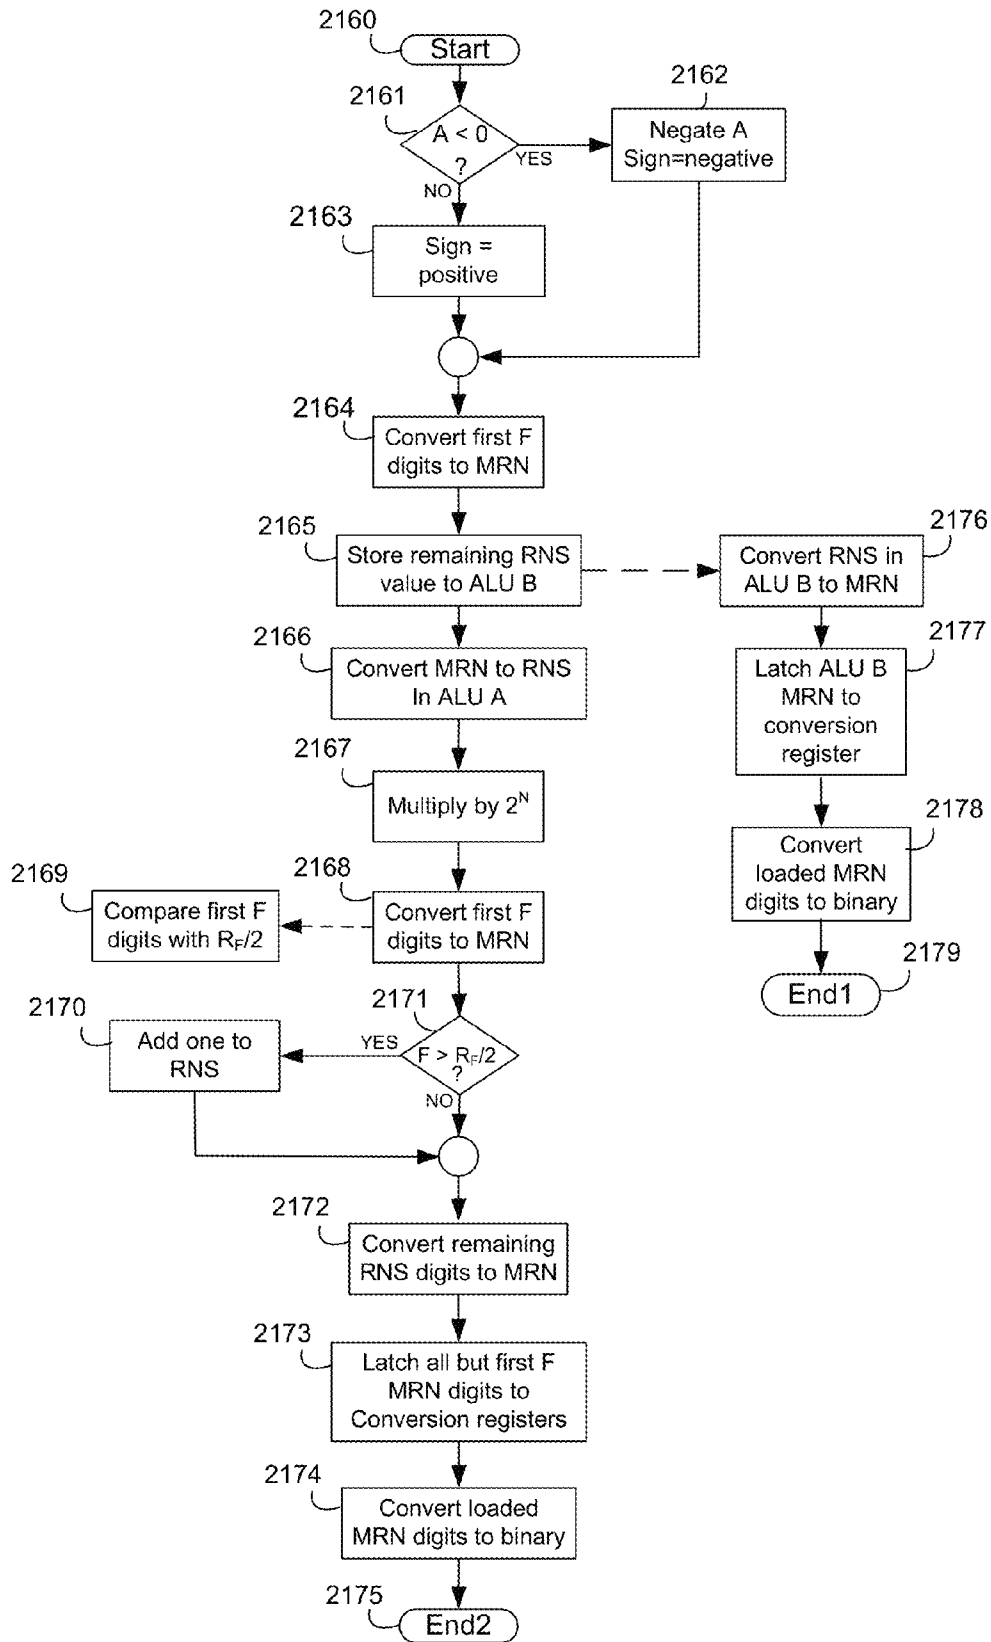 2160
Start
2161
A < 0
?
YES
NO
2162
Negate A
Sign=negative
2163
Sign =
positive
2164
Convert first F
digits to MRN
2165
Store remaining RNS
value to ALU B
2176
Convert RNS in
ALU B to MRN
2166
Convert MRN to RNS
In ALU A
2177
Latch ALU B
MRN to
conversion
register
2167
Multiply by 2^N
2178
Convert
loaded MRN
digits to binary
2168
Convert first F
digits to MRN
2169
Compare first F
digits with R_F/2
2179
End1
2171
F > R_F/2
?
YES
NO
2170
Add one to
RNS
2172
Convert remaining
RNS digits to MRN
2173
Latch all but first F
MRN digits to
Conversion registers
2174
Convert loaded
MRN digits to binary
2175
End2